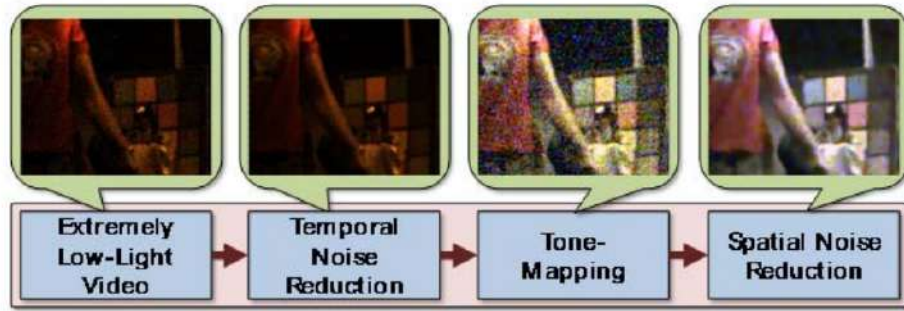 Extremely
Low-Light
Video
Temporal
Noise
Reduction
Tone-
Mapping
Spatial Noise
Reduction